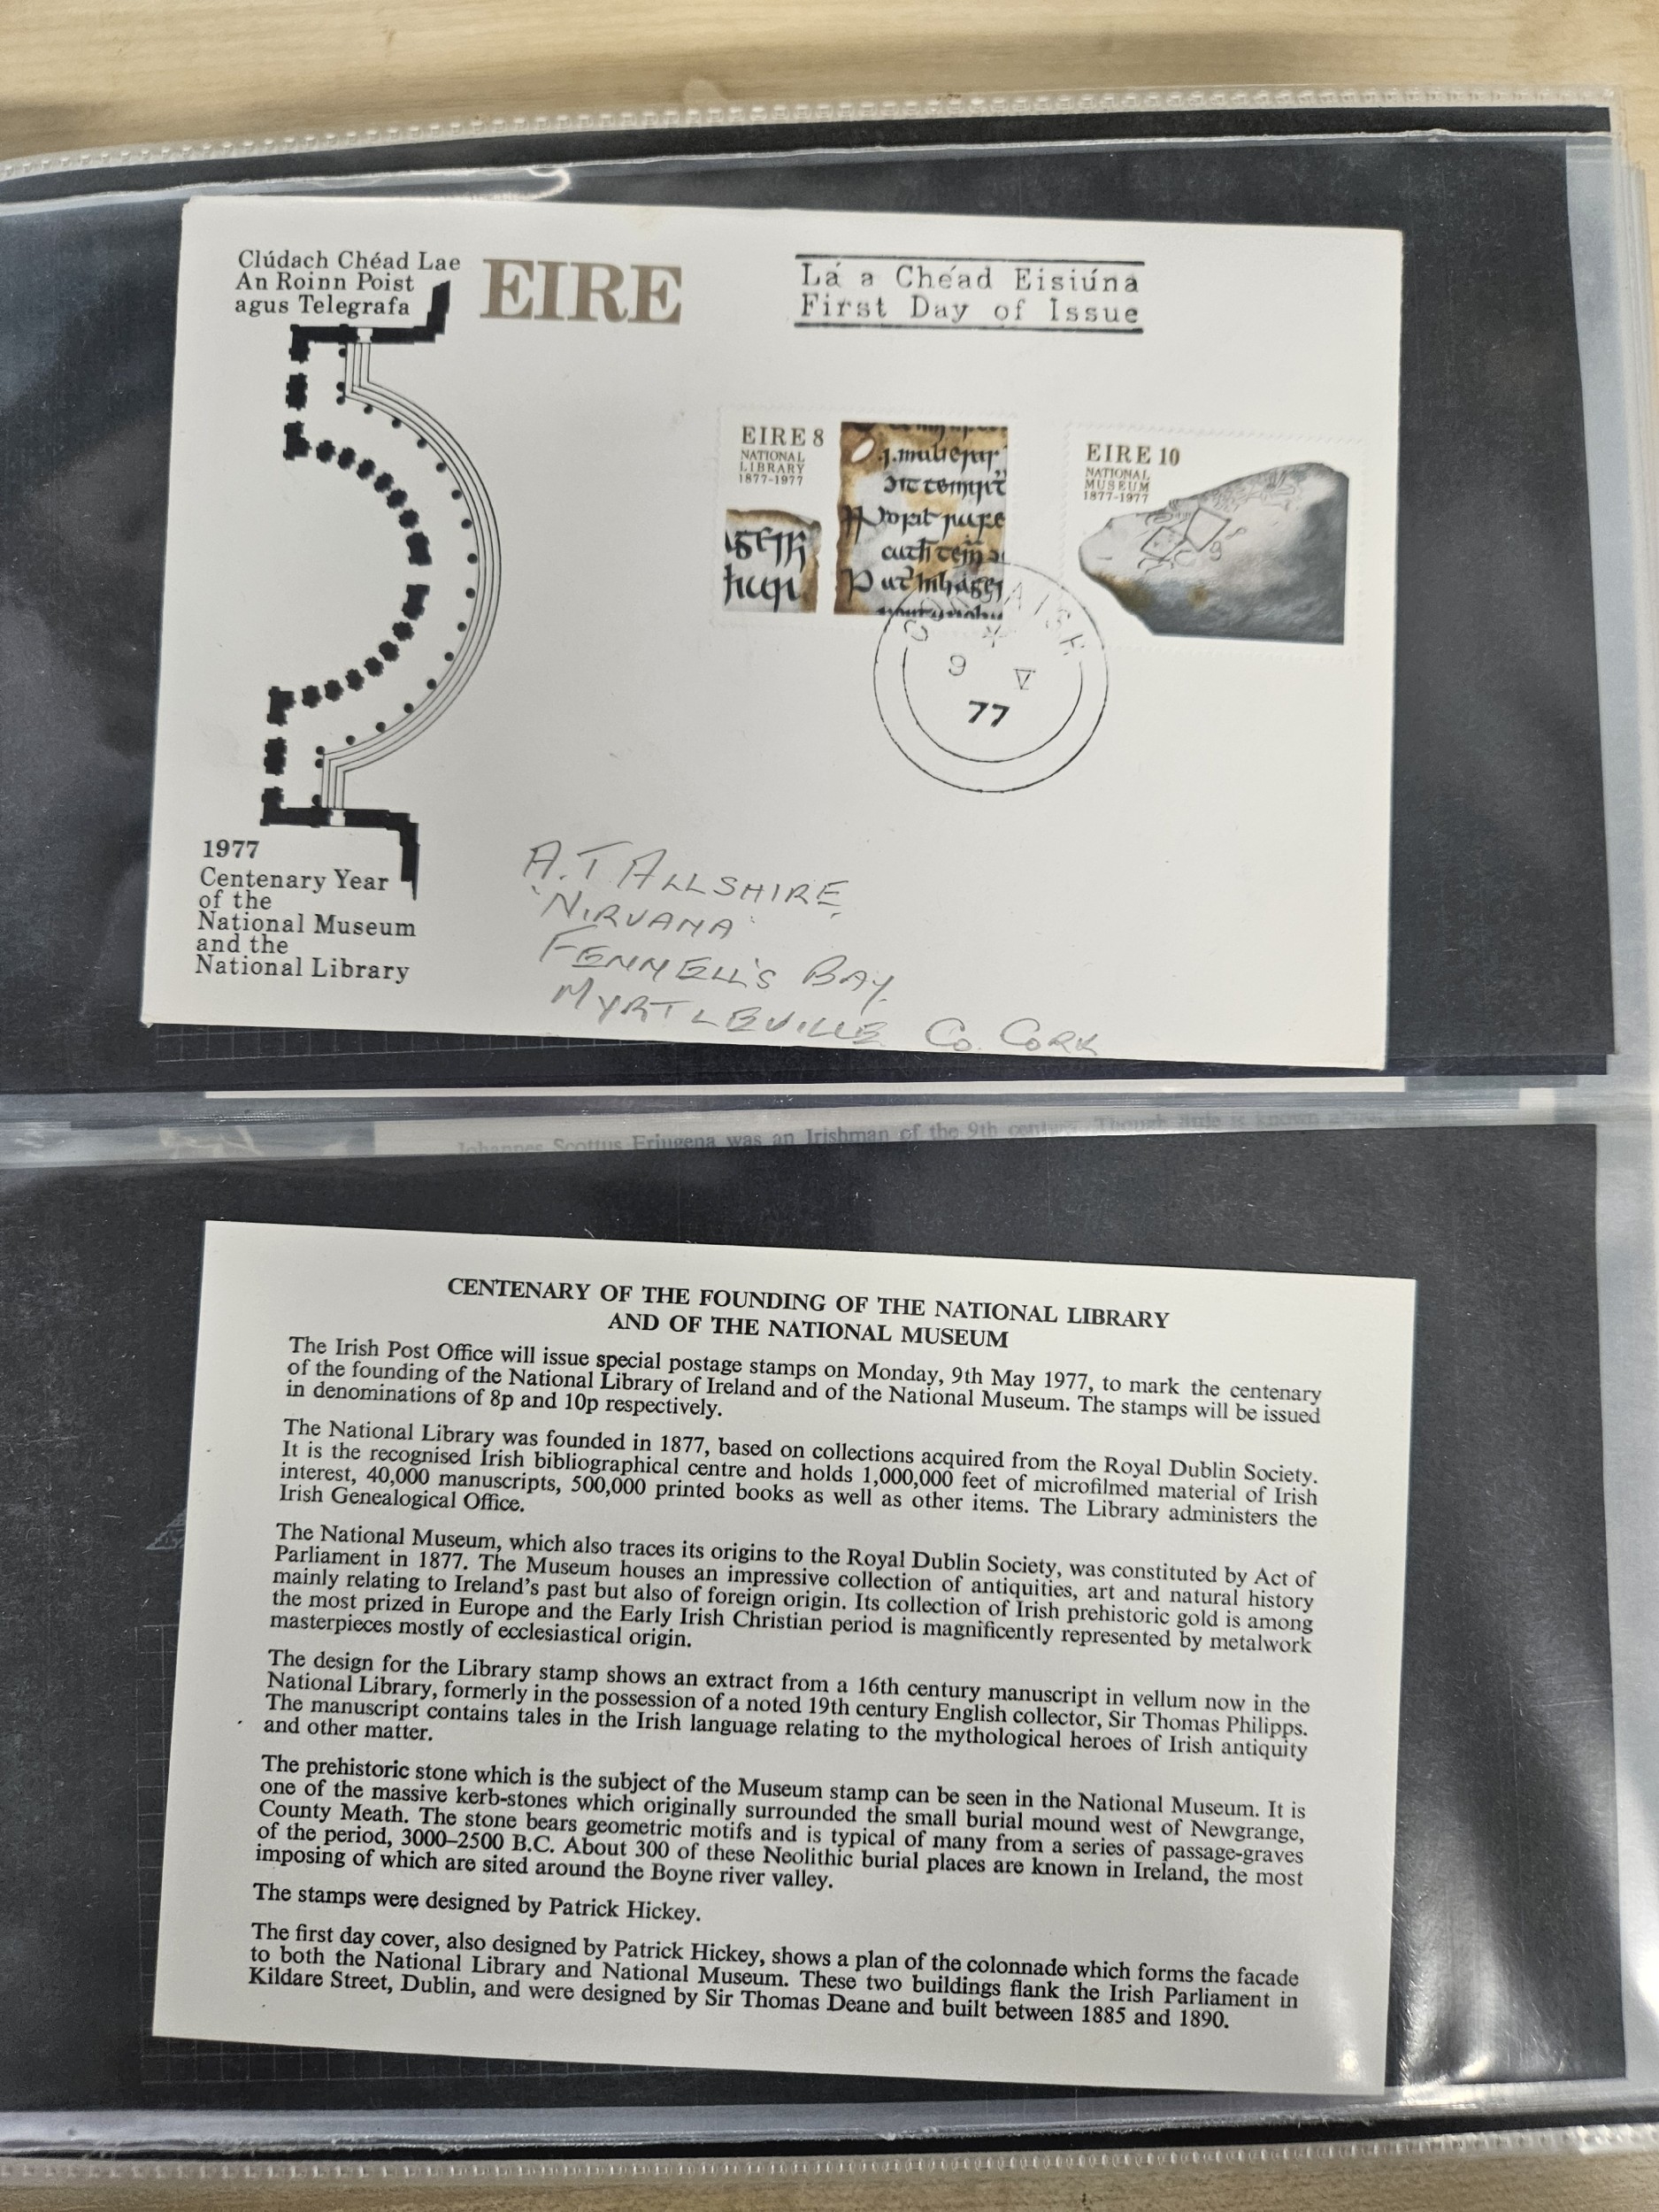 Clúdach Chéad Lae
An Roinn Poist
agus Telegrafa
EIRE
Lá a Chéad Eisiúna
First Day of Issue
EIRE 8
NATIONAL
LIBRARY
1877-1977
EIRE 10
NATIONAL
MUSEUM
1877-1977
9 V
77
1977
Centenary Year
of the
National Museum
and the
National Library
A.T ALLSHIRE,
'NIRVANA'
FENNELL'S BAY,
MYRTLEVILLE CO. CORK
Johannes Scottus Eriugena was an Irishman of the 9th century. Though little is known
CENTENARY OF THE FOUNDING OF THE NATIONAL LIBRARY
AND OF THE NATIONAL MUSEUM
The Irish Post Office will issue special postage stamps on Monday, 9th May 1977, to mark the centenary
of the founding of the National Library of Ireland and of the National Museum. The stamps will be issued
in denominations of 8p and 10p respectively.
The National Library was founded in 1877, based on collections acquired from the Royal Dublin Society.
It is the recognised Irish bibliographical centre and holds 1,000,000 feet of microfilmed material of Irish
interest, 40,000 manuscripts, 500,000 printed books as well as other items. The Library administers the
Irish Genealogical Office.
The National Museum, which also traces its origins to the Royal Dublin Society, was constituted by Act of
Parliament in 1877. The Museum houses an impressive collection of antiquities, art and natural history
mainly relating to Ireland's past but also of foreign origin. Its collection of Irish prehistoric gold is among
the most prized in Europe and the Early Irish Christian period is magnificently represented by metalwork
masterpieces mostly of ecclesiastical origin.
The design for the Library stamp shows an extract from a 16th century manuscript in vellum now in the
National Library, formerly in the possession of a noted 19th century English collector, Sir Thomas Philipps.
The manuscript contains tales in the Irish language relating to the mythological heroes of Irish antiquity
and other matter.
The prehistoric stone which is the subject of the Museum stamp can be seen in the National Museum. It is
one of the massive kerb-stones which originally surrounded the small burial mound west of Newgrange,
County Meath. The stone bears geometric motifs and is typical of many from a series of passage-graves
of the period, 3000–2500 B.C. About 300 of these Neolithic burial places are known in Ireland, the most
imposing of which are sited around the Boyne river valley.
The stamps were designed by Patrick Hickey.
The first day cover, also designed by Patrick Hickey, shows a plan of the colonnade which forms the facade
to both the National Library and National Museum. These two buildings flank the Irish Parliament in
Kildare Street, Dublin, and were designed by Sir Thomas Deane and built between 1885 and 1890.